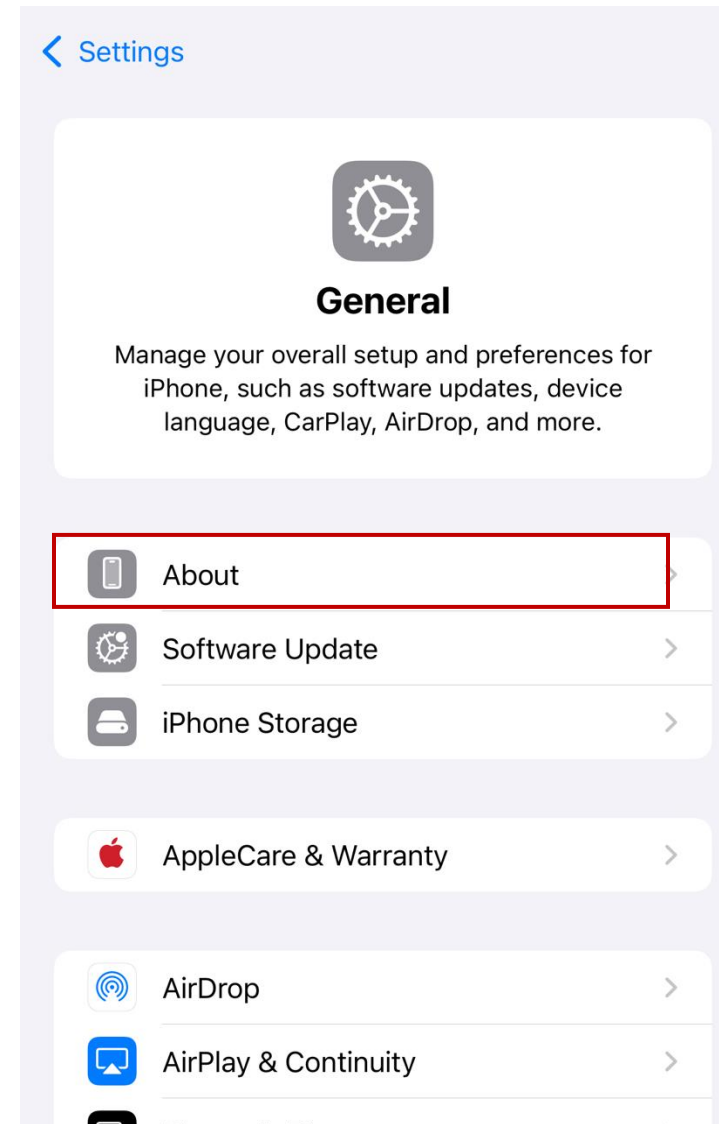 Settings
General
Manage your overall setup and preferences for
iPhone, such as software updates, device
language, CarPlay, AirDrop, and more.
About
Software Update
iPhone Storage
AppleCare & Warranty
AirDrop
AirPlay & Continuity